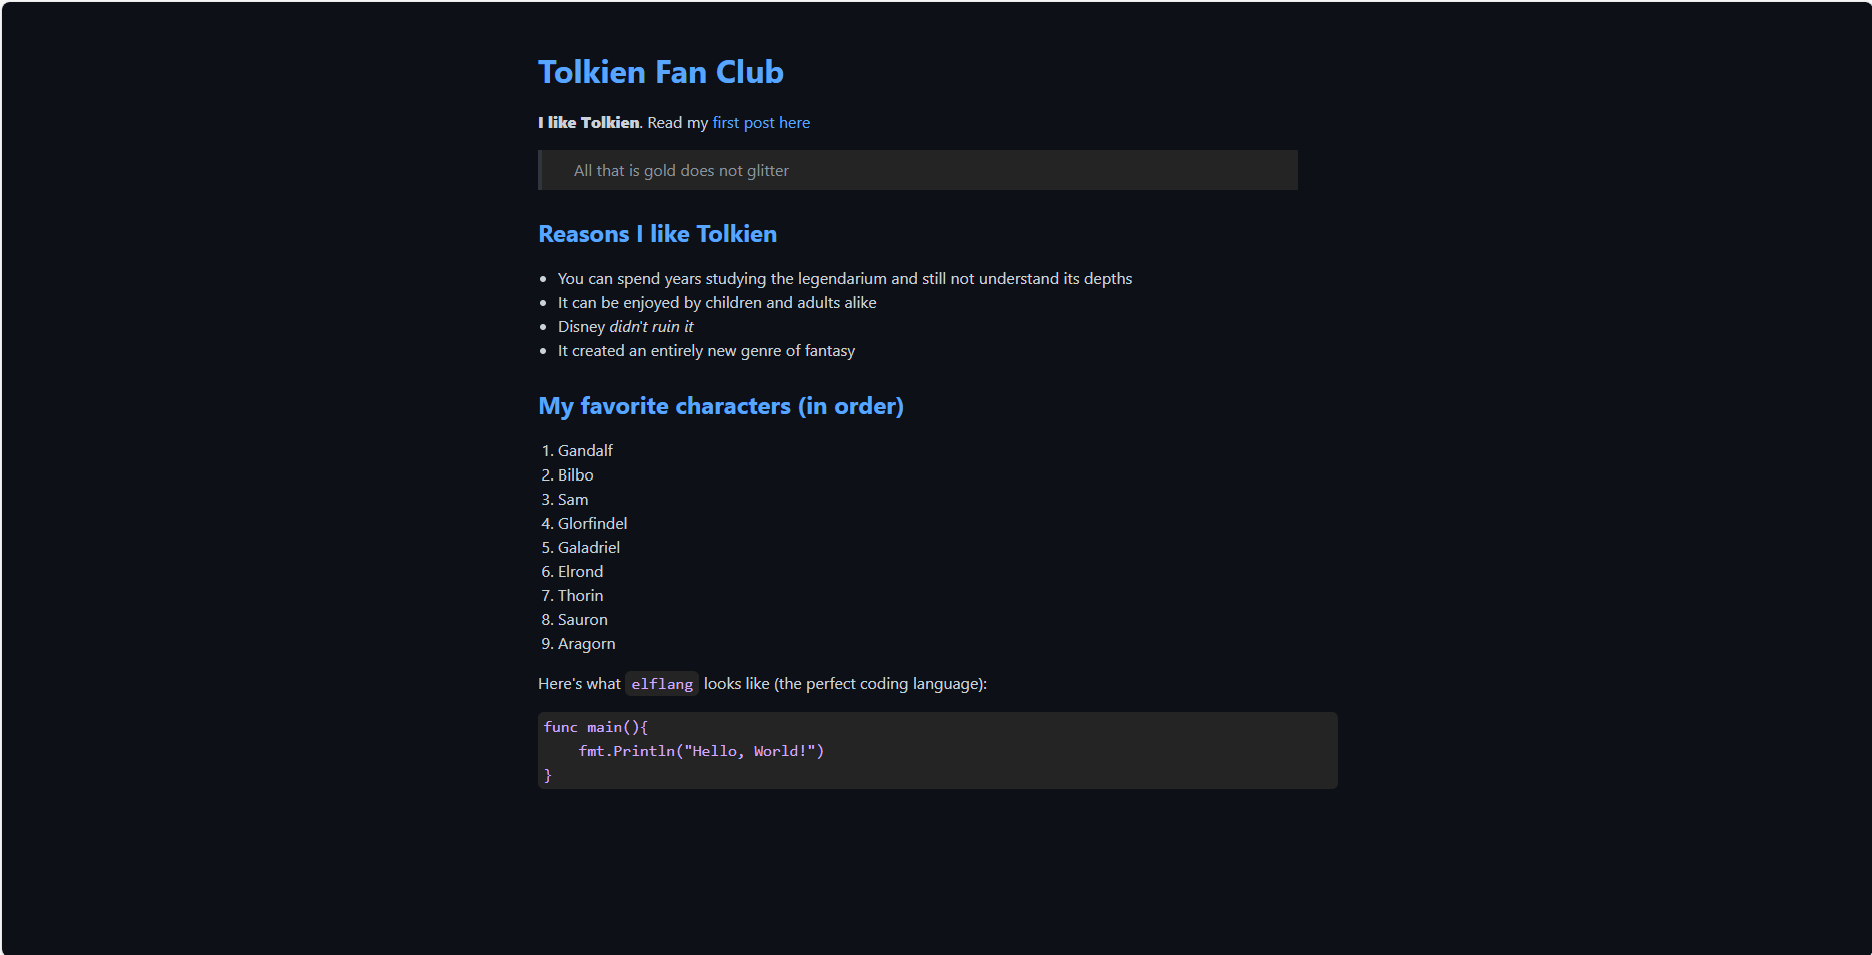 Tolkien Fan Club
I like Tolkien. Read my first post here
All that is gold does not glitter
Reasons I like Tolkien
• You can spend years studying the legendarium and still not understand its depths
• It can be enjoyed by children and adults alike
• Disney didn't ruin it
• It created an entirely new genre of fantasy
My favorite characters (in order)
1. Gandalf
2. Bilbo
3. Sam
4. Glorfindel
5. Galadriel
6. Elrond
7. Thorin
8. Sauron
9. Aragorn
Here's what elflang looks like (the perfect coding language):
func main(){
    fmt.Println("Hello, World!")
}